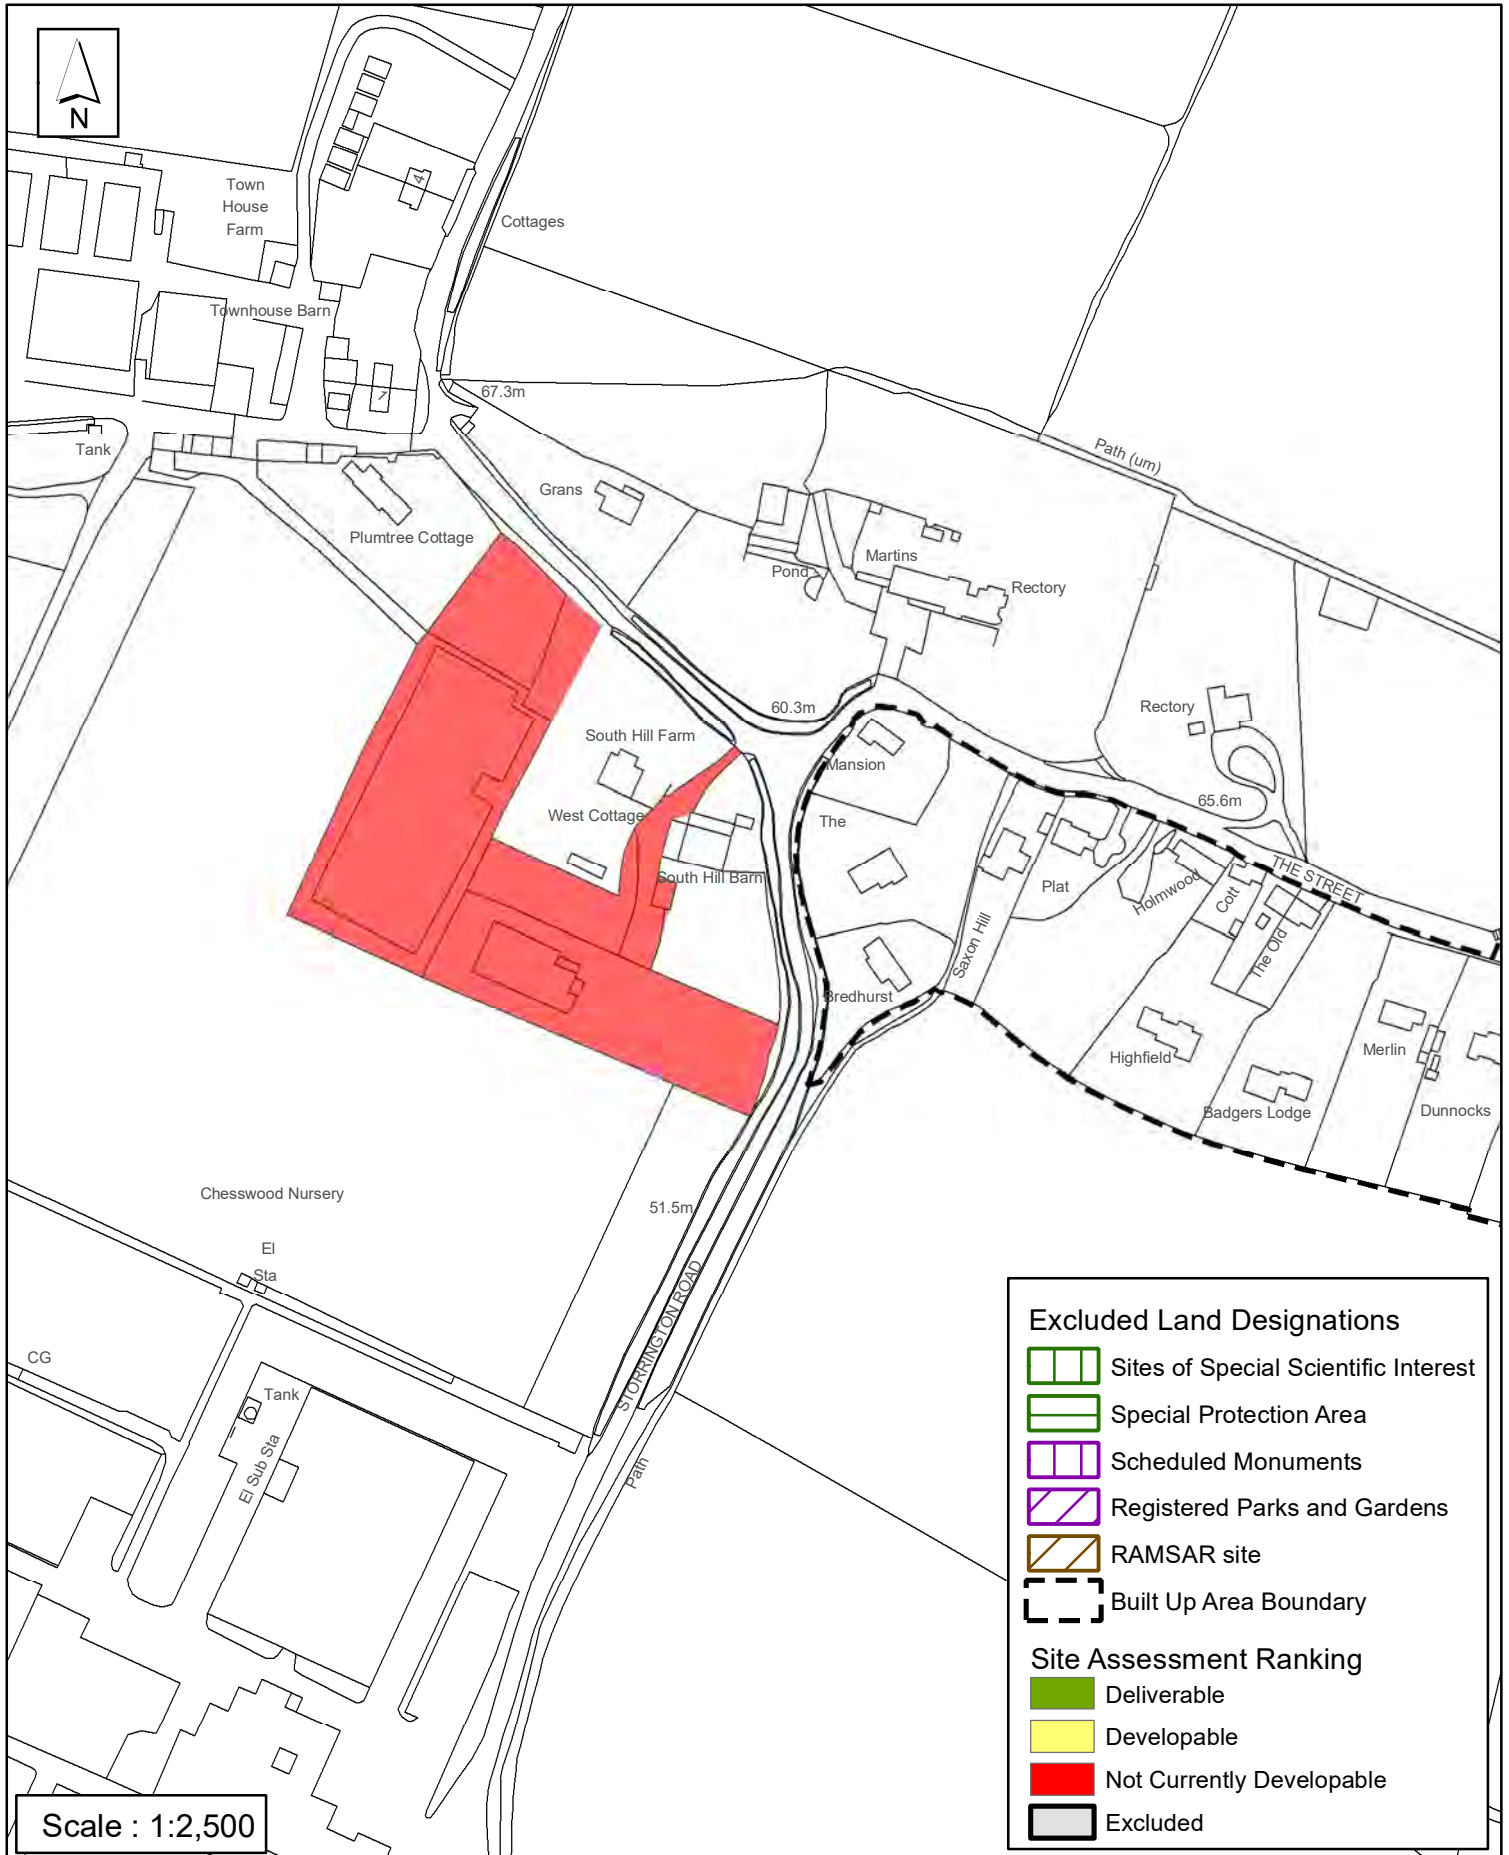 N
Town
House
Farm
4
Cottages
Townhouse Barn
1
67.3m
Tank
Path (um)
Grans
Plumtree Cottage
Martins
Pond
Rectory
60.3m
Rectory
South Hill Farm
Mansion
65.6m
West Cottage
The
THE STREET
South Hill Barn
Plat
Holmwood
Cott
The Old
Saxon Hill
Bredhurst
Highfield
Merlin
Badgers Lodge
Dunnocks
Chesswood Nursery
51.5m
El
Sta
STORRINGTON ROAD
CG
Tank
El Sub Sta
Path
Excluded Land Designations
Sites of Special Scientific Interest
Special Protection Area
Scheduled Monuments
Registered Parks and Gardens
RAMSAR site
Built Up Area Boundary
Site Assessment Ranking
Deliverable
Developable
Not Currently Developable
Excluded
Scale : 1:2,500